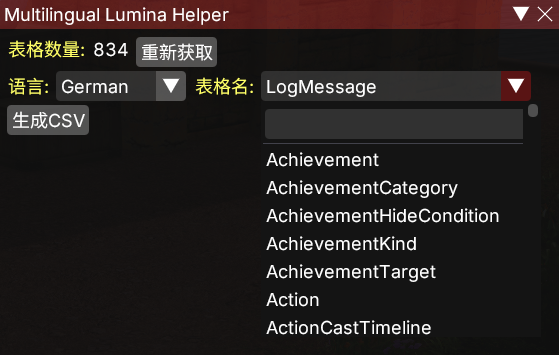 Multilingual Lumina Helper
表格数量: 834 重新获取
语言: German 表格名: LogMessage
生成CSV
Achievement
AchievementCategory
AchievementHideCondition
AchievementKind
AchievementTarget
Action
ActionCastTimeline